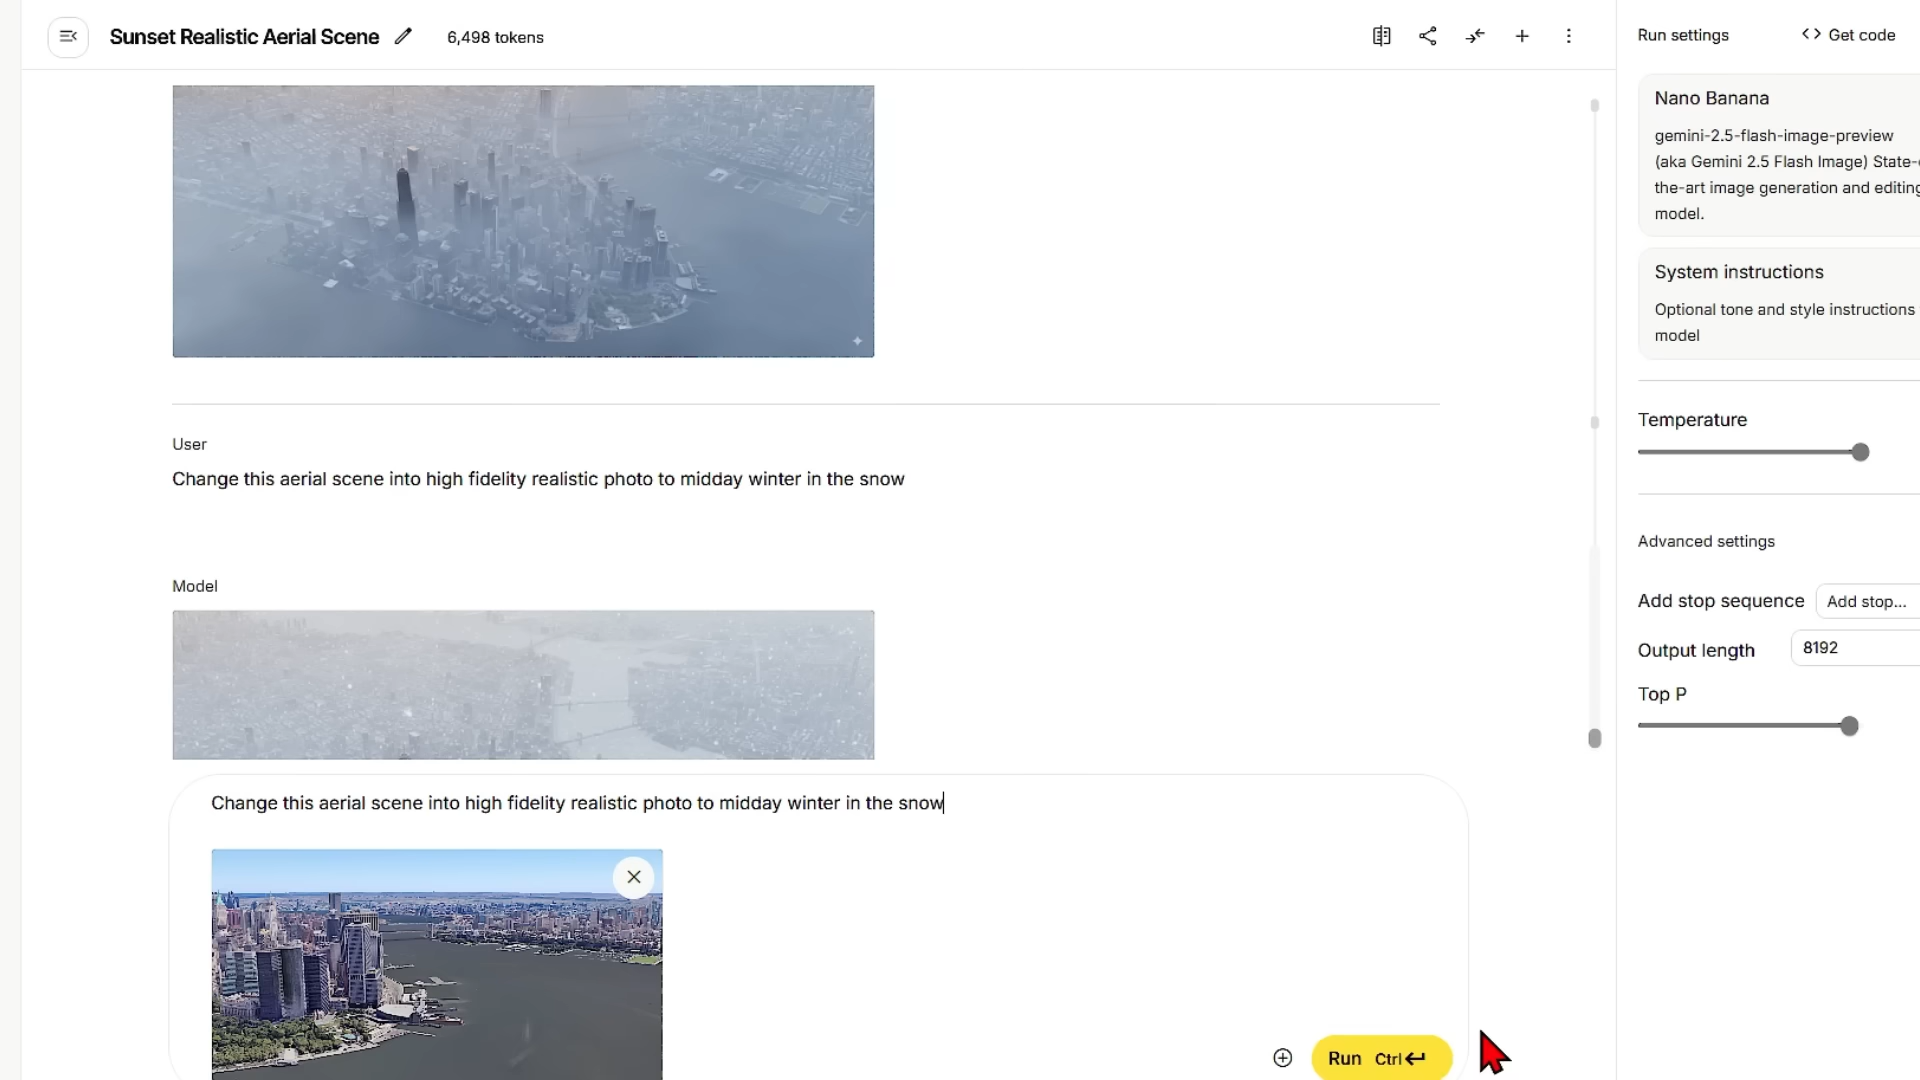 Sunset Realistic Aerial Scene
6,498 tokens
Run settings
<> Get code
Nano Banana
gemini-2.5-flash-image-preview
(aka Gemini 2.5 Flash Image) State-
the-art image generation and editing
model.
System instructions
Optional tone and style instructions
model
Temperature
User
Change this aerial scene into high fidelity realistic photo to midday winter in the snow
Advanced settings
Model
Add stop sequence
Add stop...
Output length
8192
Top P
Change this aerial scene into high fidelity realistic photo to midday winter in the snow
Run Ctrl